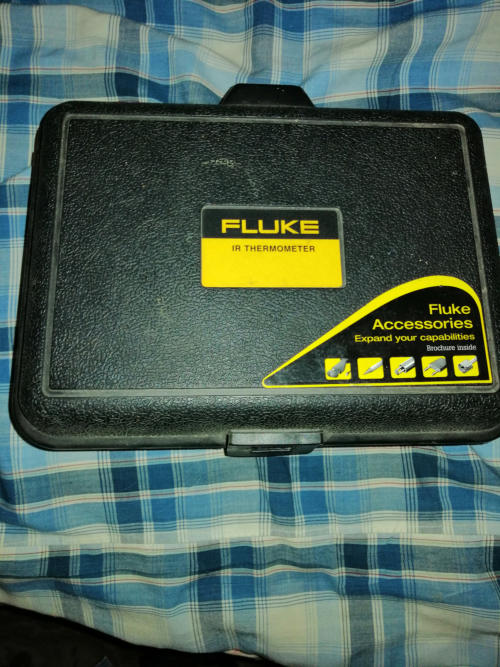 FLUKE
IR THERMOMETER
Fluke
Accessories
Expand your capabilities
Brochure inside